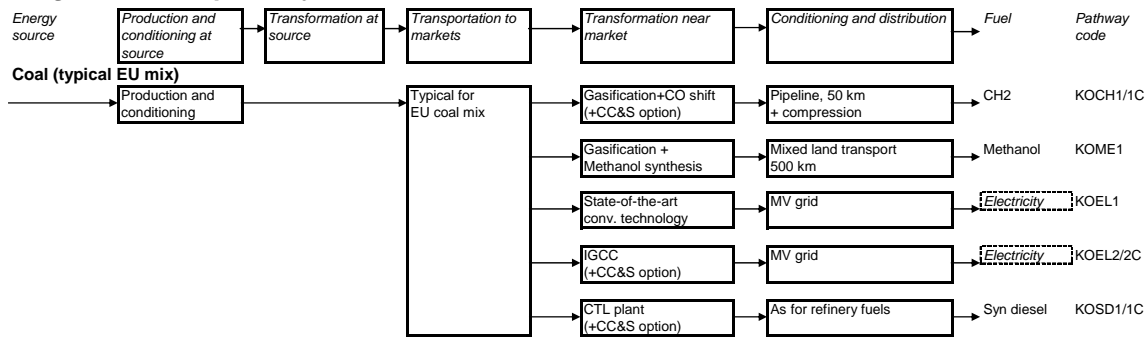 Energy source
Production and conditioning at source
Transformation at source
Transportation to markets
Transformation near market
Conditioning and distribution
Fuel
Pathway code
Coal (typical EU mix)
Production and conditioning
Typical for EU coal mix
Gasification+CO shift (+CC&S option)
Pipeline, 50 km + compression
CH2
KOCH1/1C
Gasification + Methanol synthesis
Mixed land transport 500 km
Methanol
KOME1
State-of-the-art conv. technology
MV grid
Electricity
KOEL1
IGCC (+CC&S option)
MV grid
Electricity
KOEL2/2C
CTL plant (+CC&S option)
As for refinery fuels
Syn diesel
KOSD1/1C